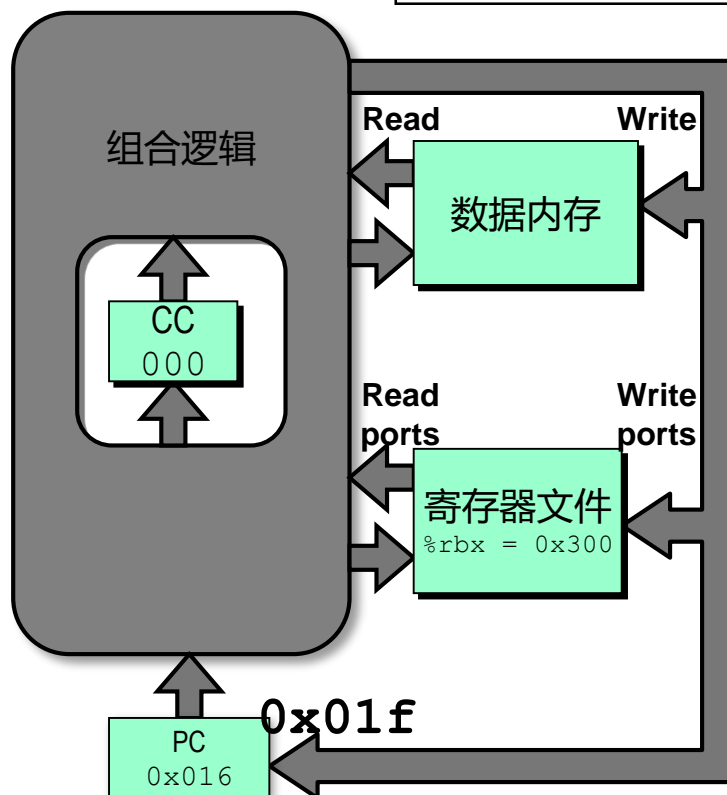 组合逻辑
Read
Write
数据内存
CC
000
Read
ports
Write
ports
寄存器文件
%rbx = 0x300
0x01f
PC
0x016